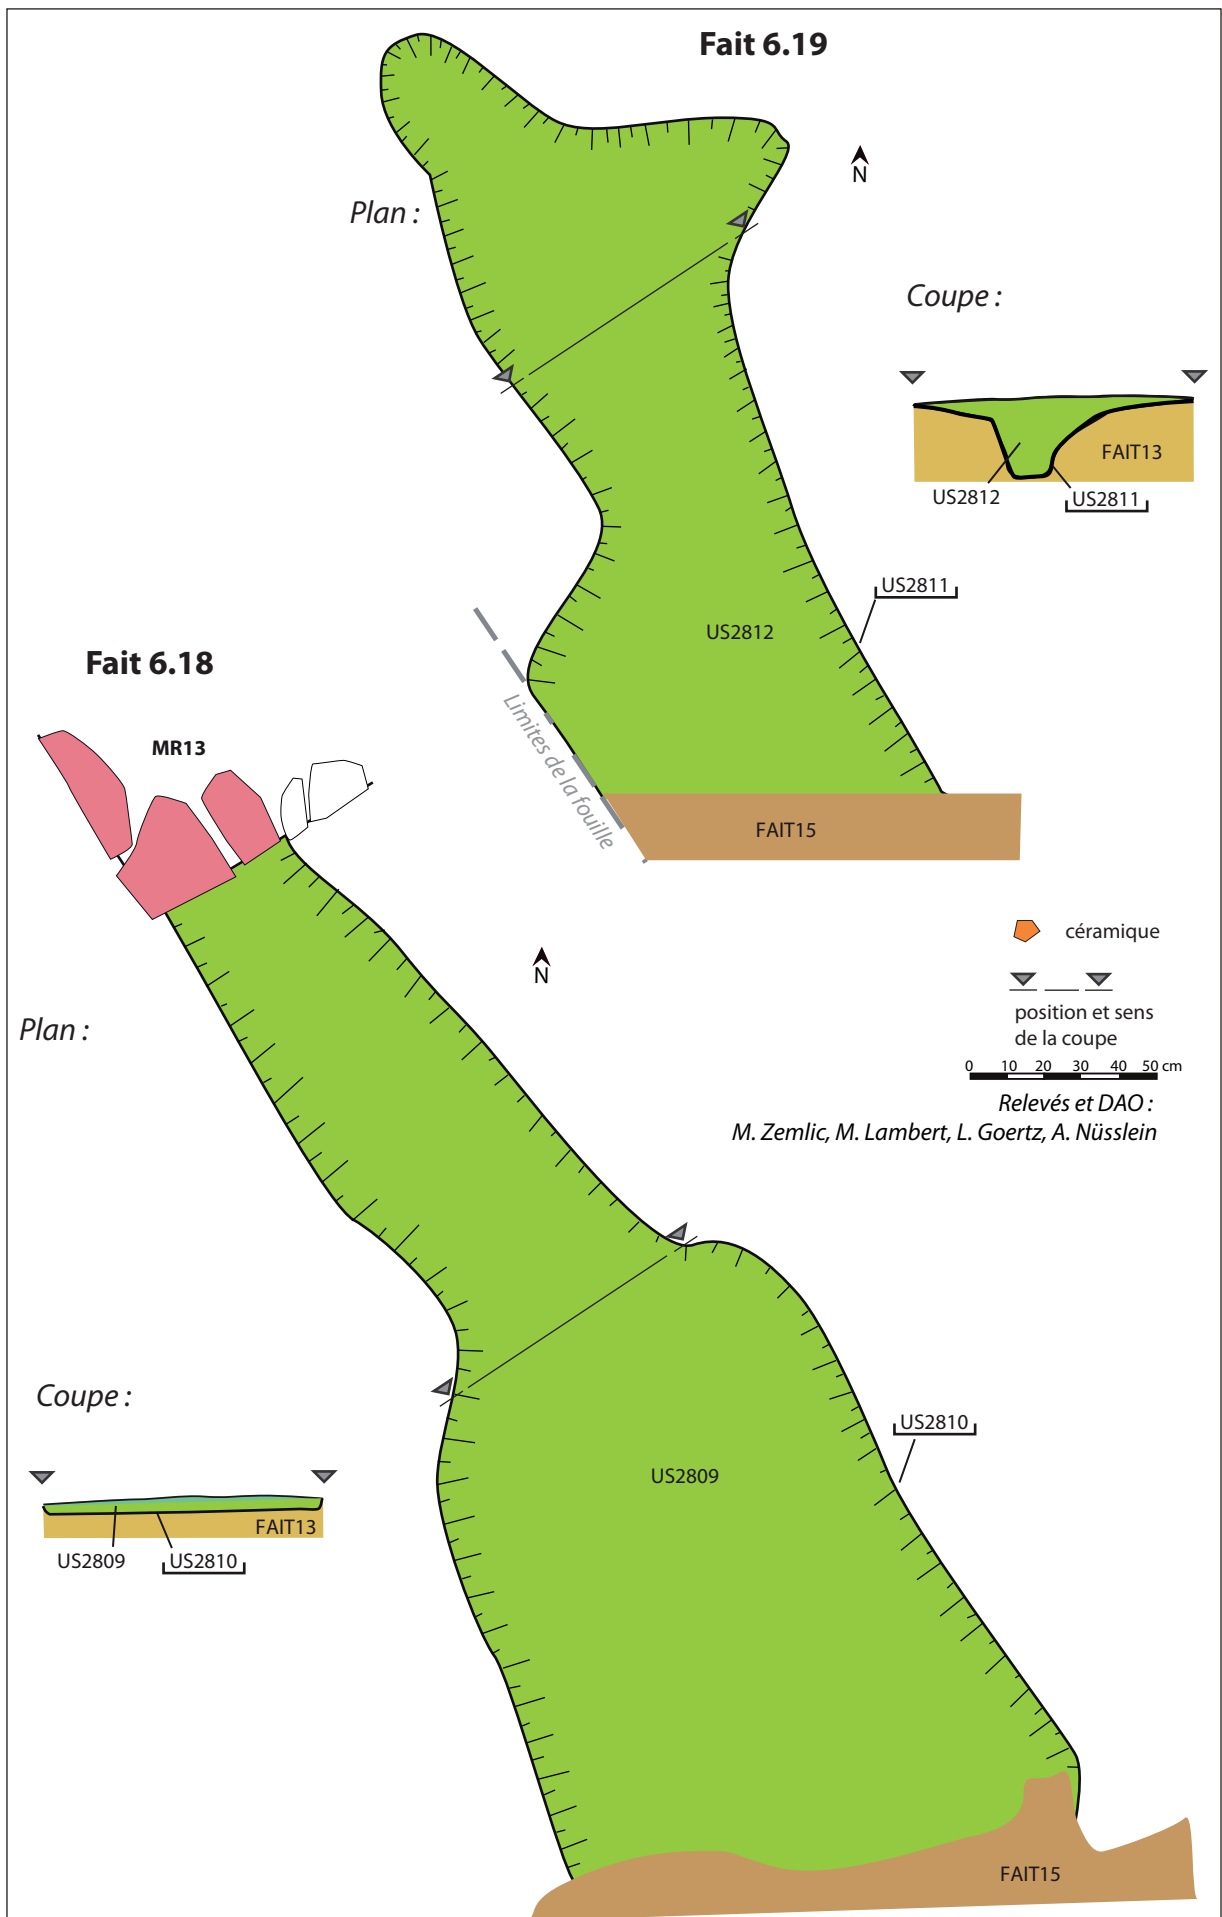 Fait 6.19
N
Plan :
Coupe :
FAIT13
US2812
US2811
US2811
US2812
Limites de la fouille
FAIT15
Fait 6.18
MR13
céramique
N
position et sens
de la coupe
Plan :
0 10 20 30 40 50 cm
Relevés et DAO :
M. Zemlic, M. Lambert, L. Goertz, A. Nüsslein
Coupe :
US2810
US2809
FAIT13
US2809
US2810
FAIT15